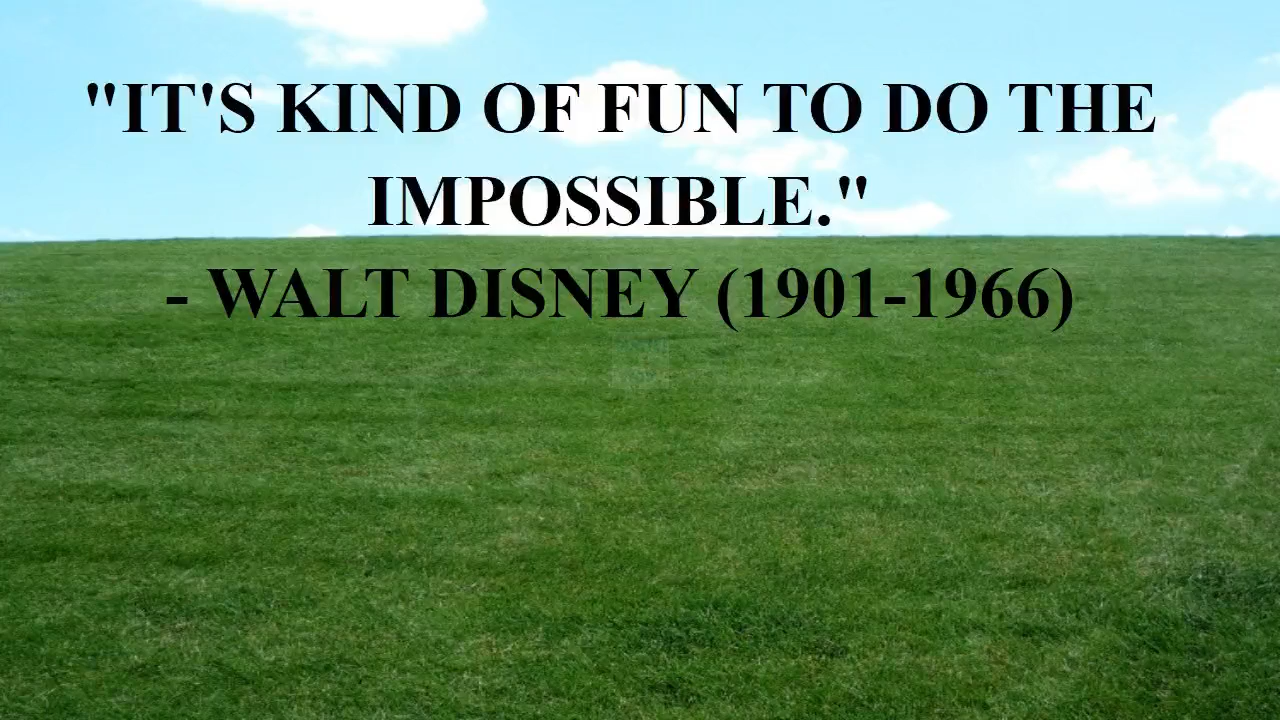 "IT'S KIND OF FUN TO DO THE
IMPOSSIBLE."
- WALT DISNEY (1901-1966)